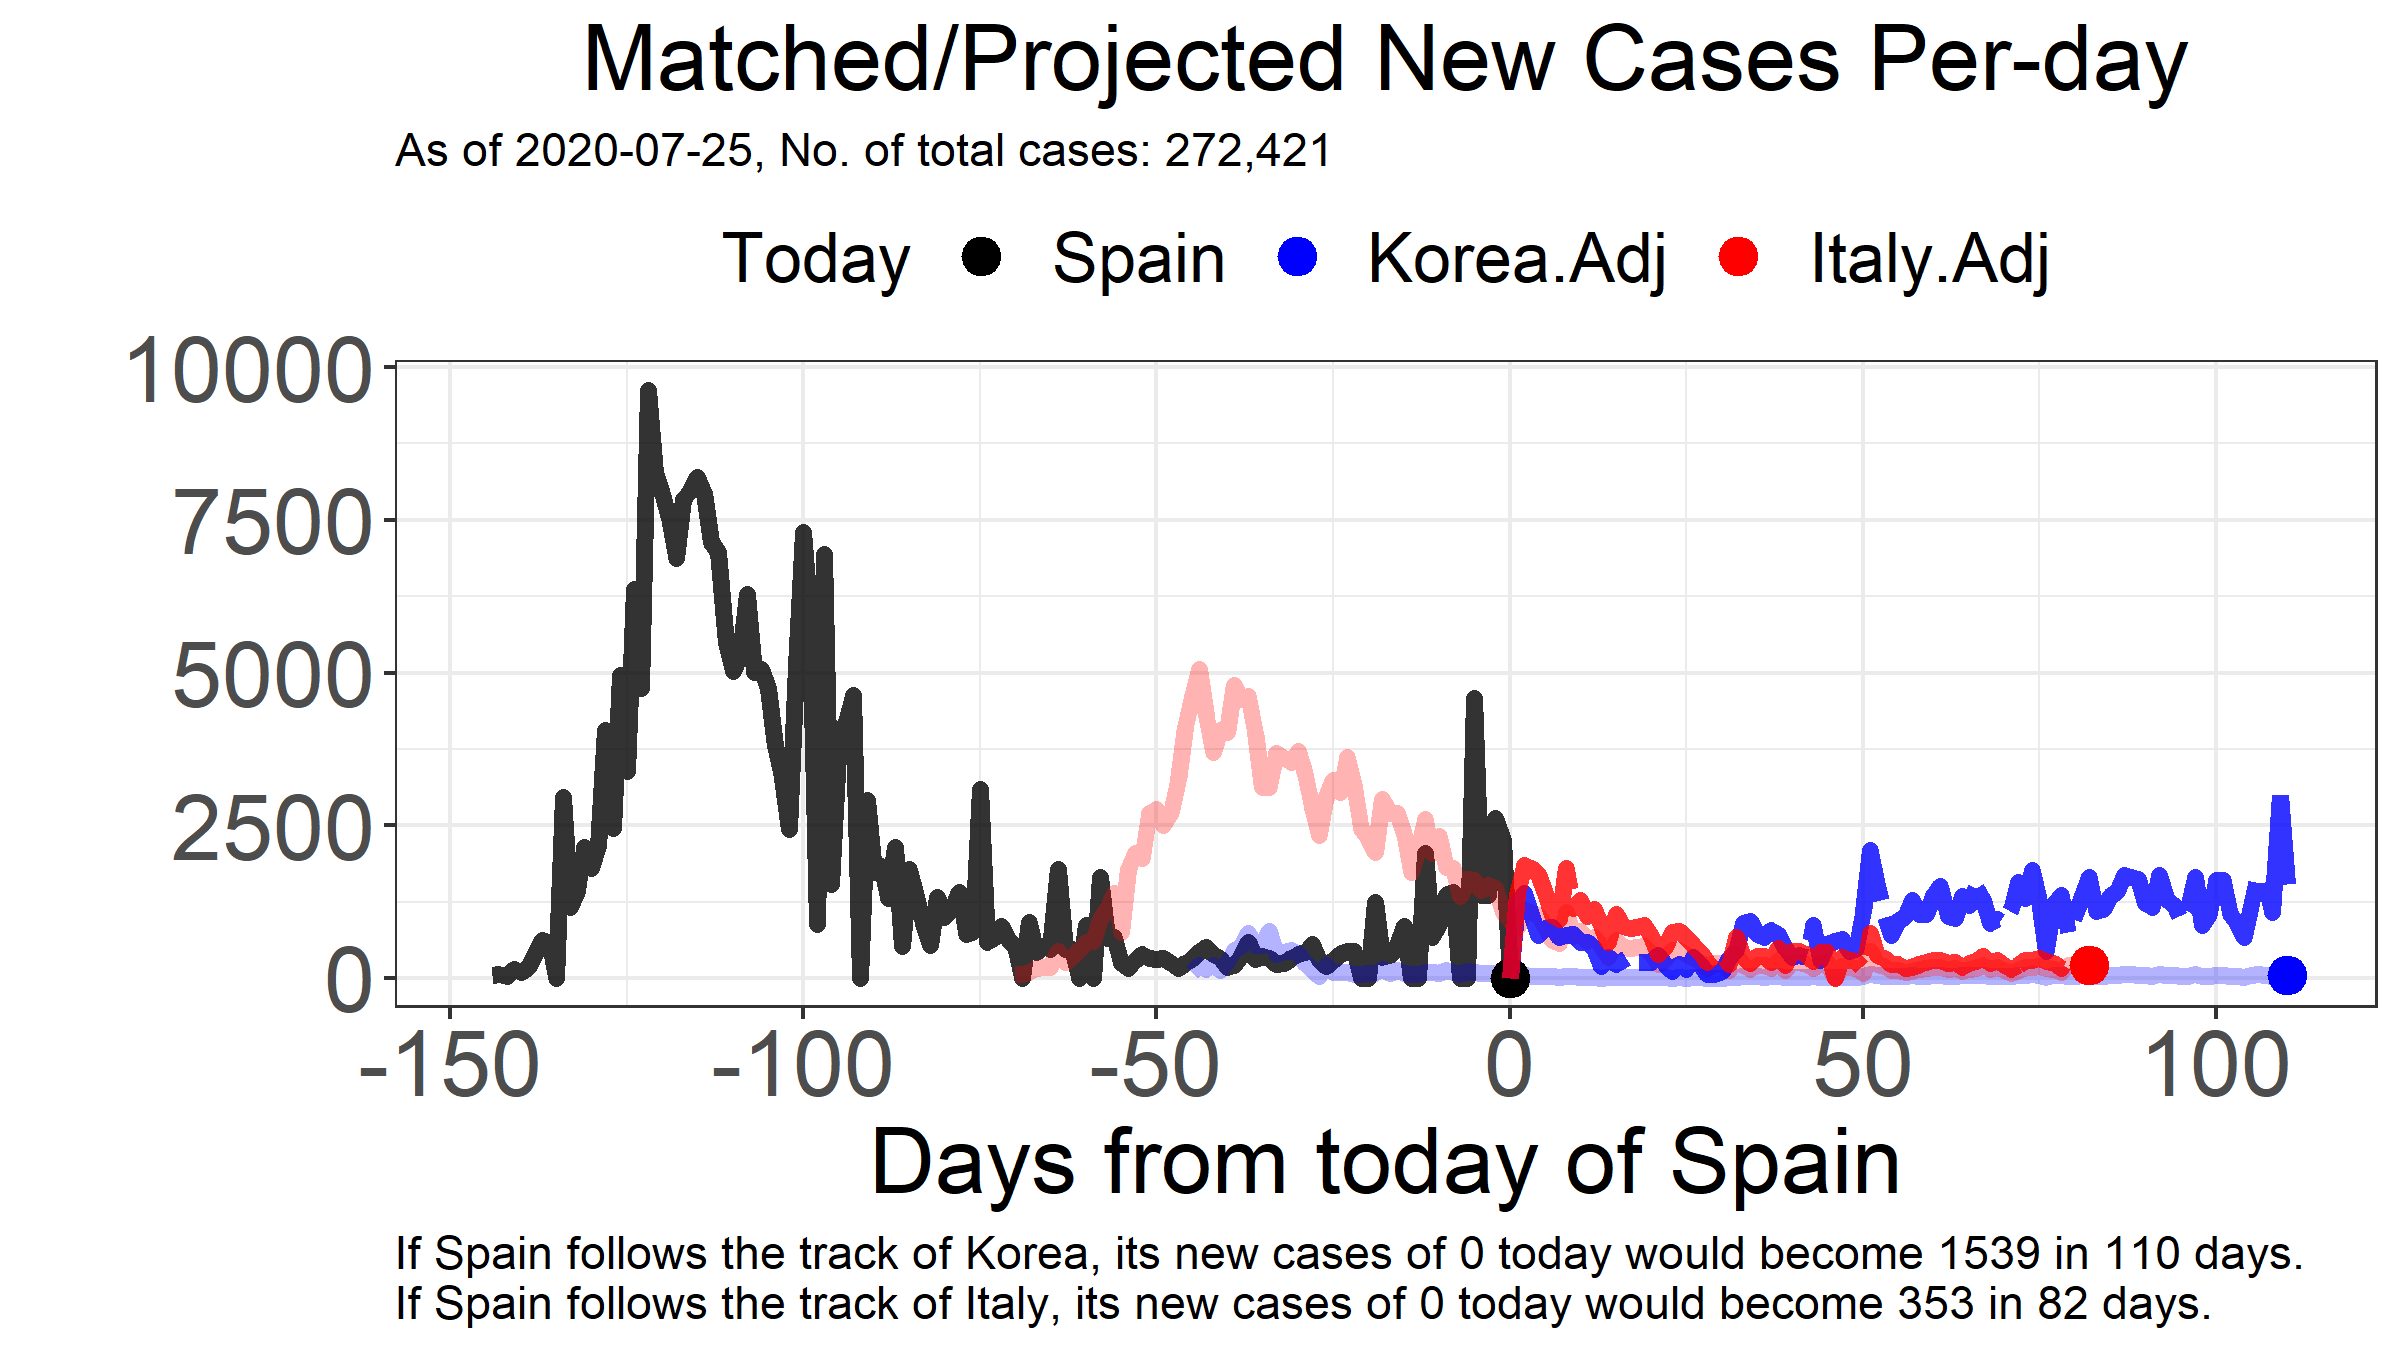 Matched/Projected New Cases Per-day
As of 2020-07-25, No. of total cases: 272,421
Today Spain Korea.Adj Italy.Adj
10000
7500
5000
2500
0
-150 -100 -50 0 50 100
Days from today of Spain
If Spain follows the track of Korea, its new cases of 0 today would become 1539 in 110 days.
If Spain follows the track of Italy, its new cases of 0 today would become 353 in 82 days.